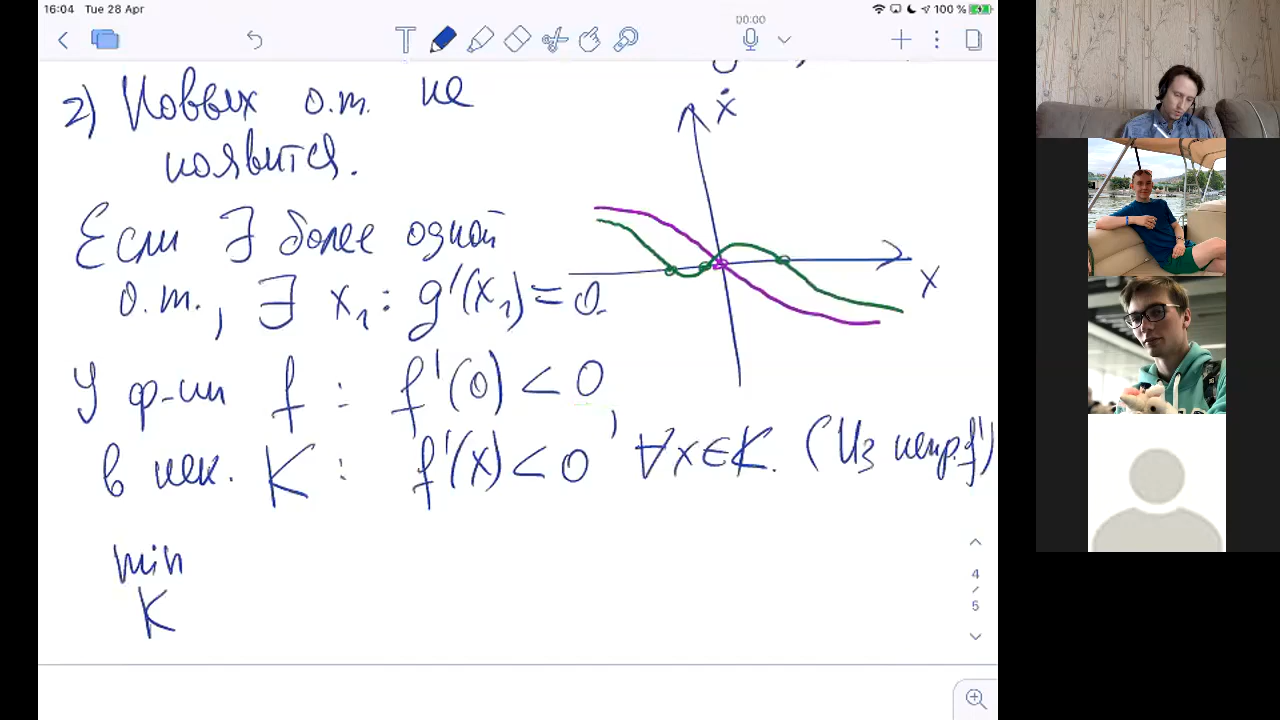 16:04 Tue 28 Apr
100 %
00:00
2) Новых о.т. не
появится.
ẋ
x
Если ∃ более одной
о.т., ∃ x₁ : g'(x₁) = 0.
У ф-ии f : f'(0) < 0,
в нек. K : f'(x) < 0 ∀x∈K. (Из непр. f')
min
K
4
/
5